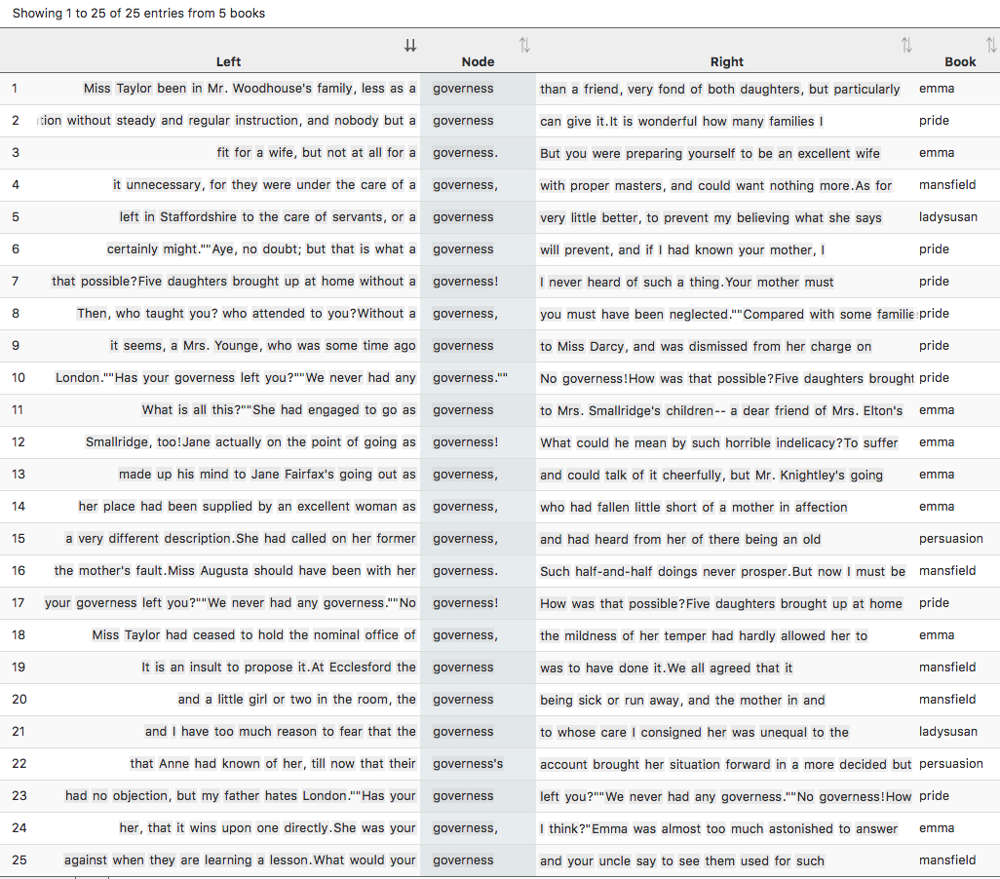 Showing 1 to 25 of 25 entries from 5 books
Left Node Right Book
1 Miss Taylor been in Mr. Woodhouse's family, less as a governess than a friend, very fond of both daughters, but particularly emma
2 tion without steady and regular instruction, and nobody but a governess can give it.It is wonderful how many families I pride
3 fit for a wife, but not at all for a governess. But you were preparing yourself to be an excellent wife emma
4 it unnecessary, for they were under the care of a governess, with proper masters, and could want nothing more.As for mansfield
5 left in Staffordshire to the care of servants, or a governess very little better, to prevent my believing what she says ladysusan
6 certainly might.""Aye, no doubt; but that is what a governess will prevent, and if I had known your mother, I pride
7 that possible?Five daughters brought up at home without a governess! I never heard of such a thing.Your mother must pride
8 Then, who taught you? who attended to you?Without a governess, you must have been neglected.""Compared with some familie pride
9 it seems, a Mrs. Younge, who was some time ago governess to Miss Darcy, and was dismissed from her charge on pride
10 London.""Has your governess left you?""We never had any governess."" No governess!How was that possible?Five daughters brought pride
11 What is all this?""She had engaged to go as governess to Mrs. Smallridge's children-- a dear friend of Mrs. Elton's emma
12 Smallridge, too!Jane actually on the point of going as governess! What could he mean by such horrible indelicacy?To suffer emma
13 made up his mind to Jane Fairfax's going out as governess, and could talk of it cheerfully, but Mr. Knightley's going emma
14 her place had been supplied by an excellent woman as governess, who had fallen little short of a mother in affection emma
15 a very different description.She had called on her former governess, and had heard from her of there being an old persuasion
16 the mother's fault.Miss Augusta should have been with her governess. Such half-and-half doings never prosper.But now I must be mansfield
17 your governess left you?""We never had any governess.""No governess! How was that possible?Five daughters brought up at home pride
18 Miss Taylor had ceased to hold the nominal office of governess, the mildness of her temper had hardly allowed her to emma
19 It is an insult to propose it.At Ecclesford the governess was to have done it.We all agreed that it mansfield
20 and a little girl or two in the room, the governess being sick or run away, and the mother in and mansfield
21 and I have too much reason to fear that the governess to whose care I consigned her was unequal to the ladysusan
22 that Anne had known of her, till now that their governess's account brought her situation forward in a more decided but persuasion
23 had no objection, but my father hates London.""Has your governess left you?""We never had any governess.""No governess!How pride
24 her, that it wins upon one directly.She was your governess, I think?"Emma was almost too much astonished to answer emma
25 against when they are learning a lesson.What would your governess and your uncle say to see them used for such mansfield